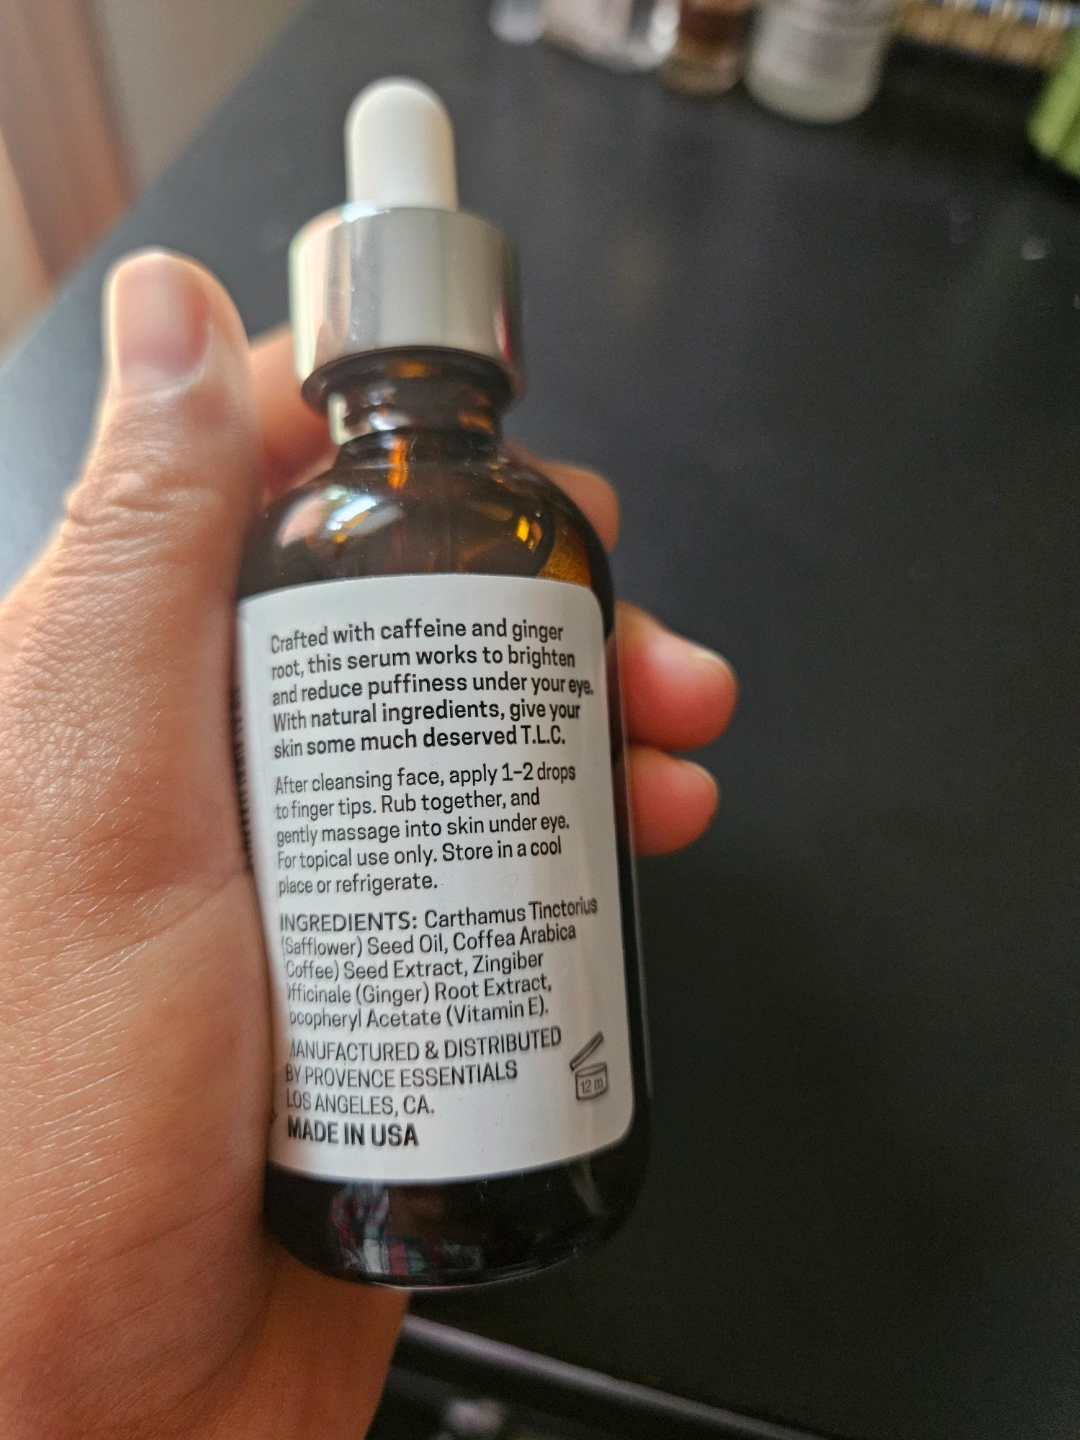 Crafted with caffeine and ginger
root, this serum works to brighten
and reduce puffiness under your eye.
With natural ingredients, give your
skin some much deserved T.L.C.
After cleansing face, apply 1-2 drops
to finger tips. Rub together, and
gently massage into skin under eye.
For topical use only. Store in a cool
place or refrigerate.
INGREDIENTS: Carthamus Tinctorius
(Safflower) Seed Oil, Coffea Arabica
Coffee) Seed Extract, Zingiber
fficinale (Ginger) Root Extract,
ocopheryl Acetate (Vitamin E).
MANUFACTURED & DISTRIBUTED
BY PROVENCE ESSENTIALS
LOS ANGELES, CA.
MADE IN USA
12 m